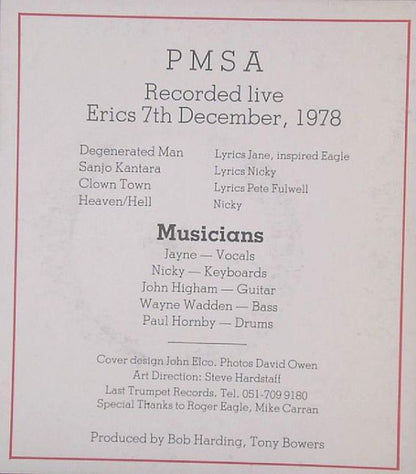 PMSA
Recorded live
Erics 7th December, 1978
Degenerated Man Lyrics Jane, inspired Eagle
Sanjo Kantara Lyrics Nicky
Clown Town Lyrics Pete Fulwell
Heaven/Hell Nicky
Musicians
Jayne — Vocals
Nicky — Keyboards
John Higham — Guitar
Wayne Wadden — Bass
Paul Hornby — Drums
Cover design John Elco. Photos David Owen
Art Direction: Steve Hardstaff
Last Trumpet Records. Tel. 051-709 9180
Special Thanks to Roger Eagle, Mike Carran
Produced by Bob Harding, Tony Bowers